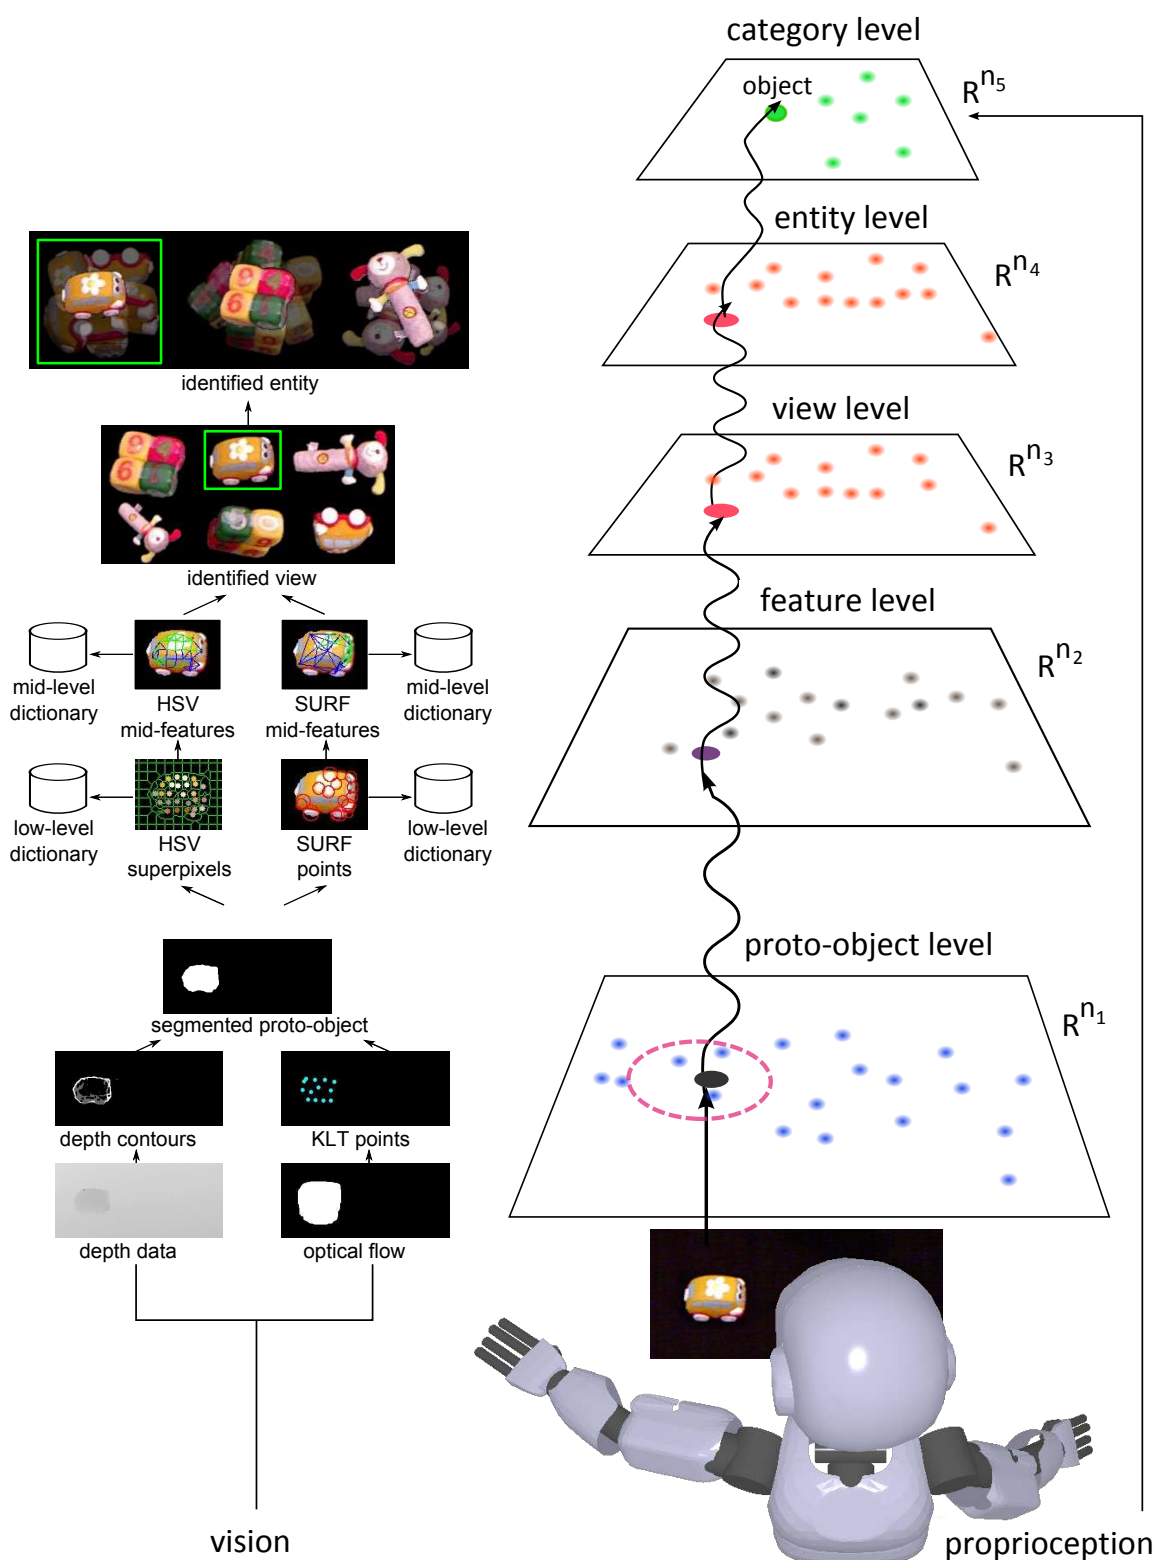 category level
object
R^n5
entity level
R^n4
identified entity
view level
R^n3
identified view
feature level
R^n2
mid-level
dictionary
HSV
mid-features
SURF
mid-features
mid-level
dictionary
low-level
dictionary
HSV
superpixels
SURF
points
low-level
dictionary
proto-object level
R^n1
segmented proto-object
depth contours
KLT points
depth data
optical flow
vision
proprioception